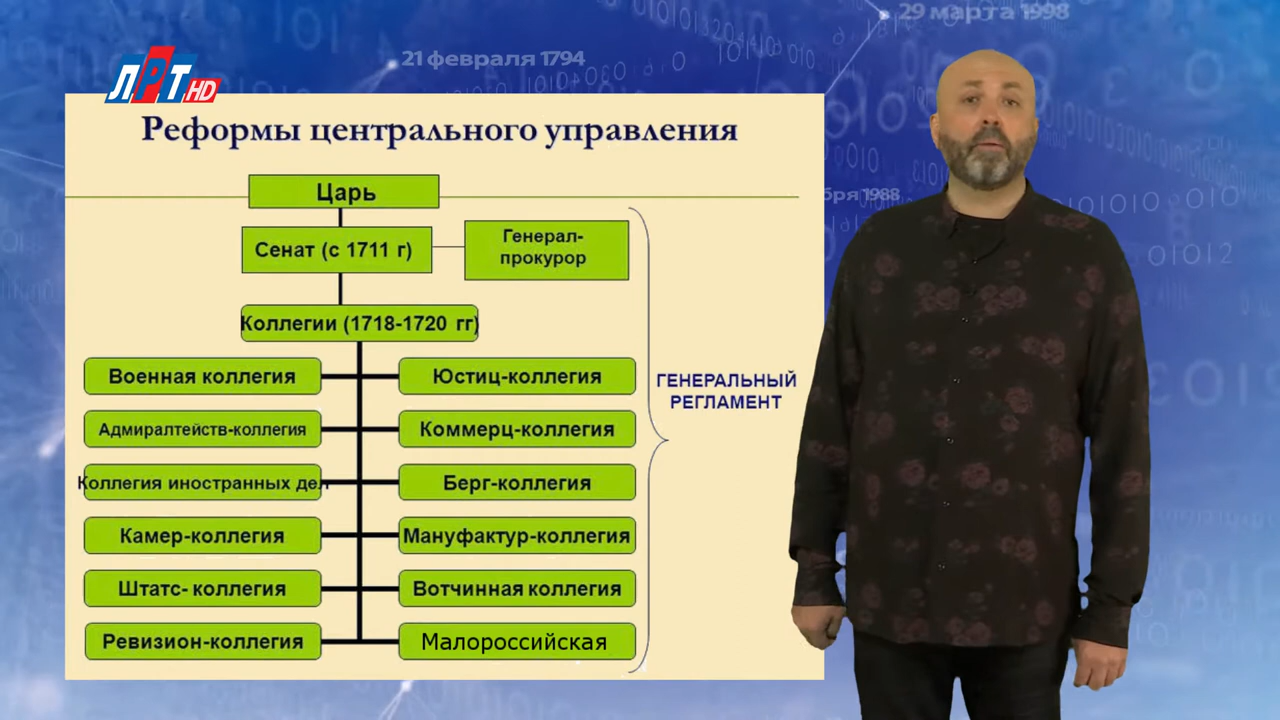 29 марта 1998
21 февраля 1794
ЛРТ HD
Реформы центрального управления
Царь
бря 1988
Сенат (с 1711 г)
Генерал-
прокурор
Коллегии (1718-1720 гг)
Военная коллегия
Юстиц-коллегия
ГЕНЕРАЛЬНЫЙ
РЕГЛАМЕНТ
Адмиралтейств-коллегия
Коммерц-коллегия
Коллегия иностранных дел
Берг-коллегия
Камер-коллегия
Мануфактур-коллегия
Штатс- коллегия
Вотчинная коллегия
Ревизион-коллегия
Малороссийская